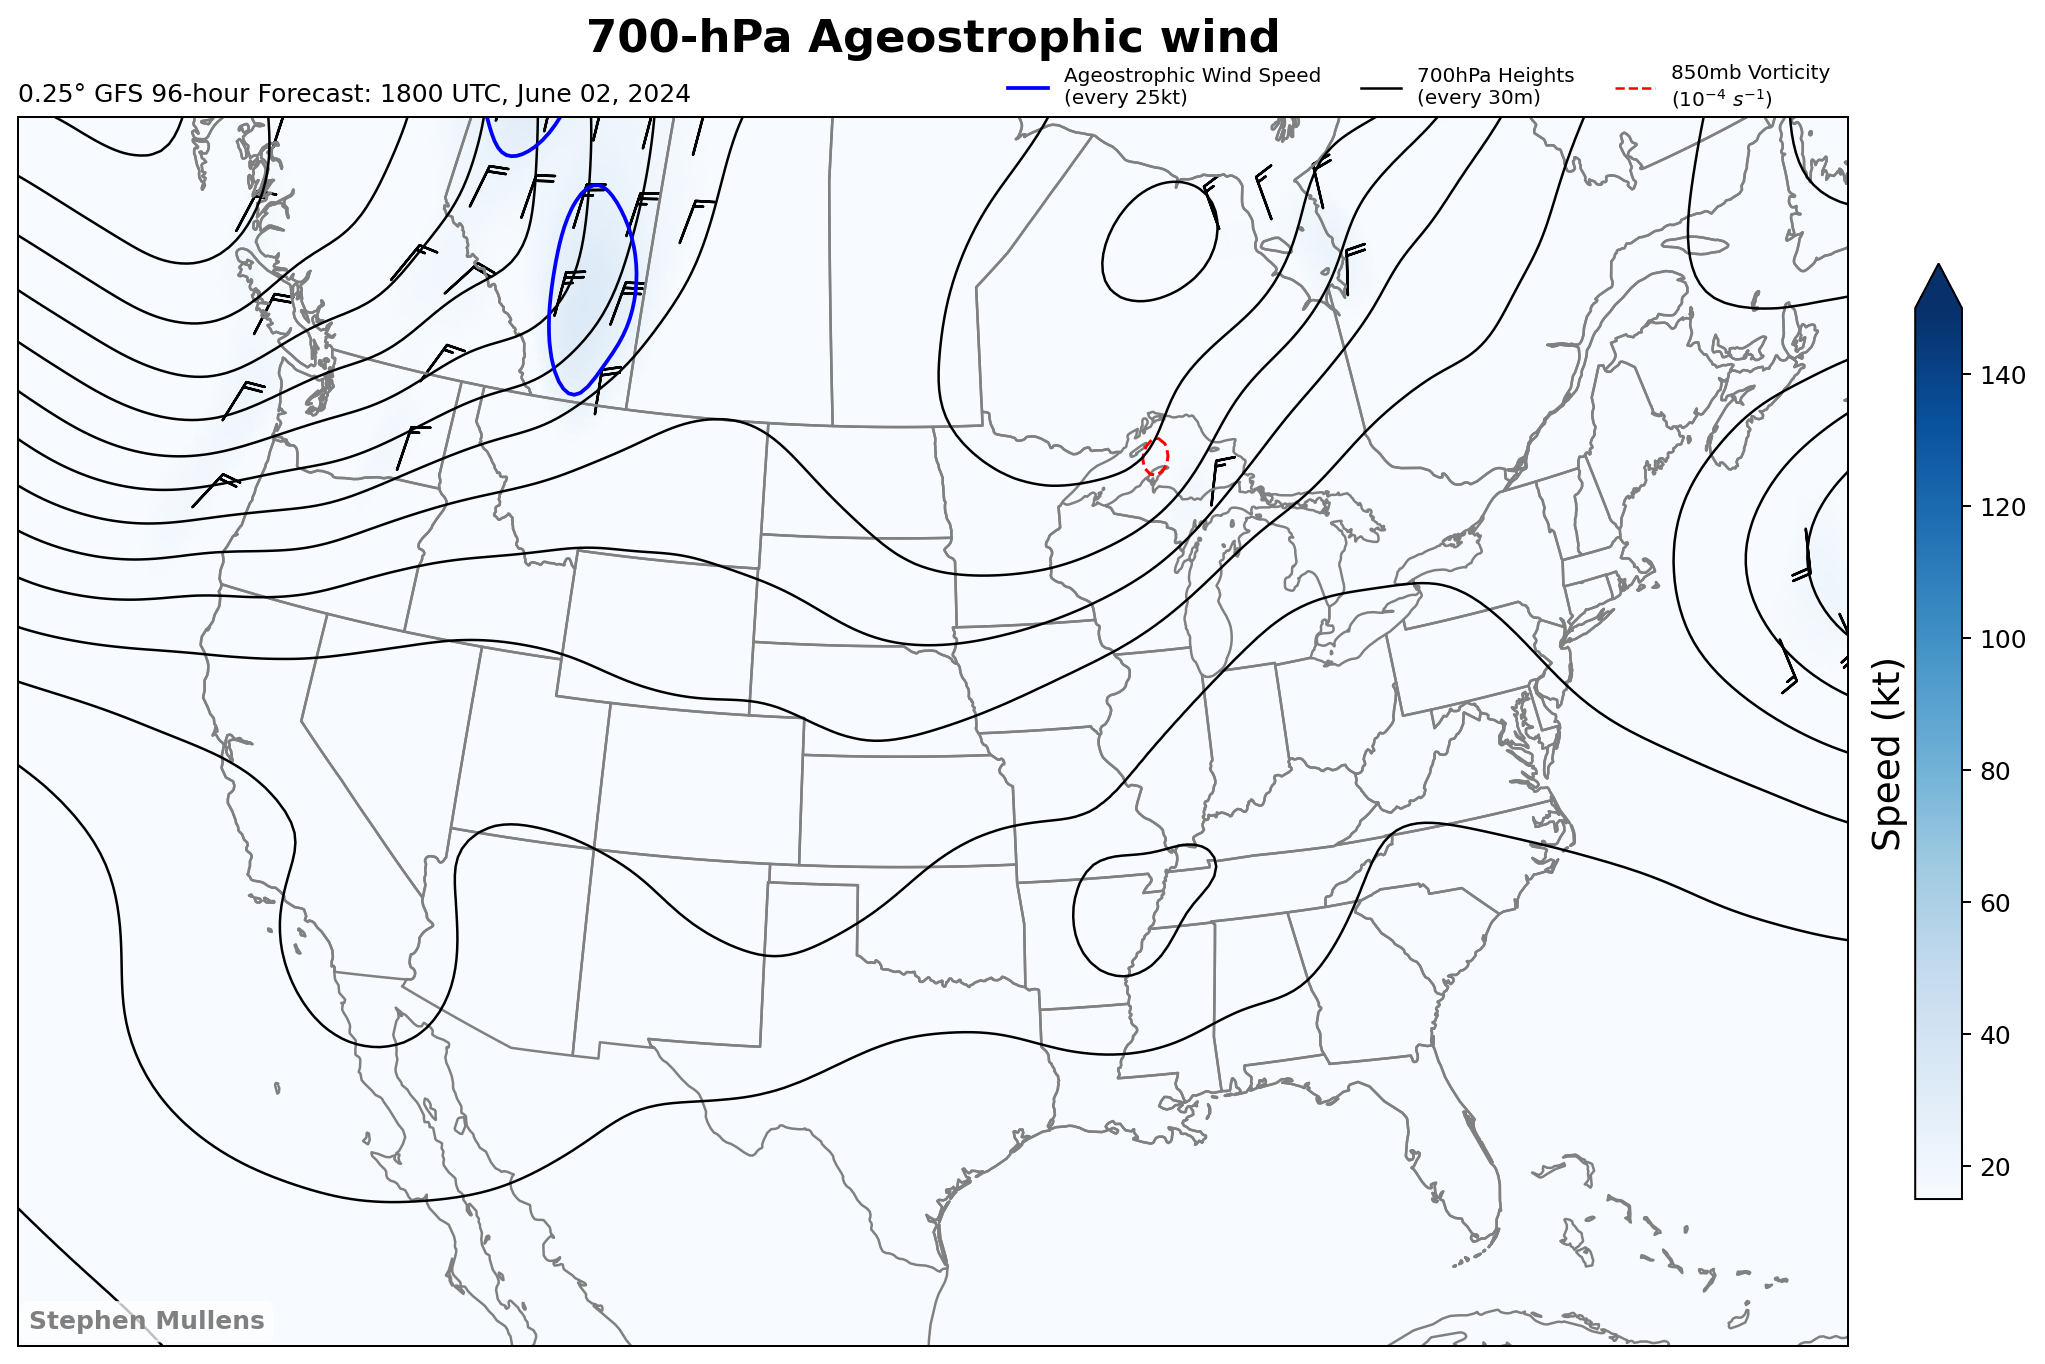 700-hPa Ageostrophic wind
0.25° GFS 96-hour Forecast: 1800 UTC, June 02, 2024
Ageostrophic Wind Speed
(every 25kt)
700hPa Heights
(every 30m)
850mb Vorticity
(10⁻⁴ s⁻¹)
140
120
100
80
60
40
20
Speed (kt)
Stephen Mullens